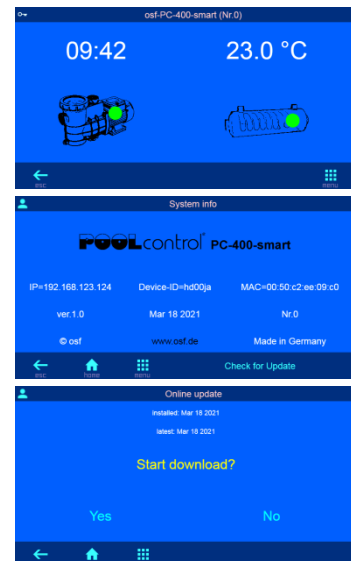 osf-PC-400-smart (Nr.0)
09:42 23.0 °C
esc menu
System info
POOLcontrol PC-400-smart
IP=192.168.123.124 Device-ID=hd00ja MAC=00:50:c2:ee:09:c0
ver.1.0 Mar 18 2021 Nr.0
© osf www.osf.de Made in Germany
esc home menu Check for Update
Online update
installed: Mar 18 2021
latest: Mar 18 2021
Start download?
Yes No